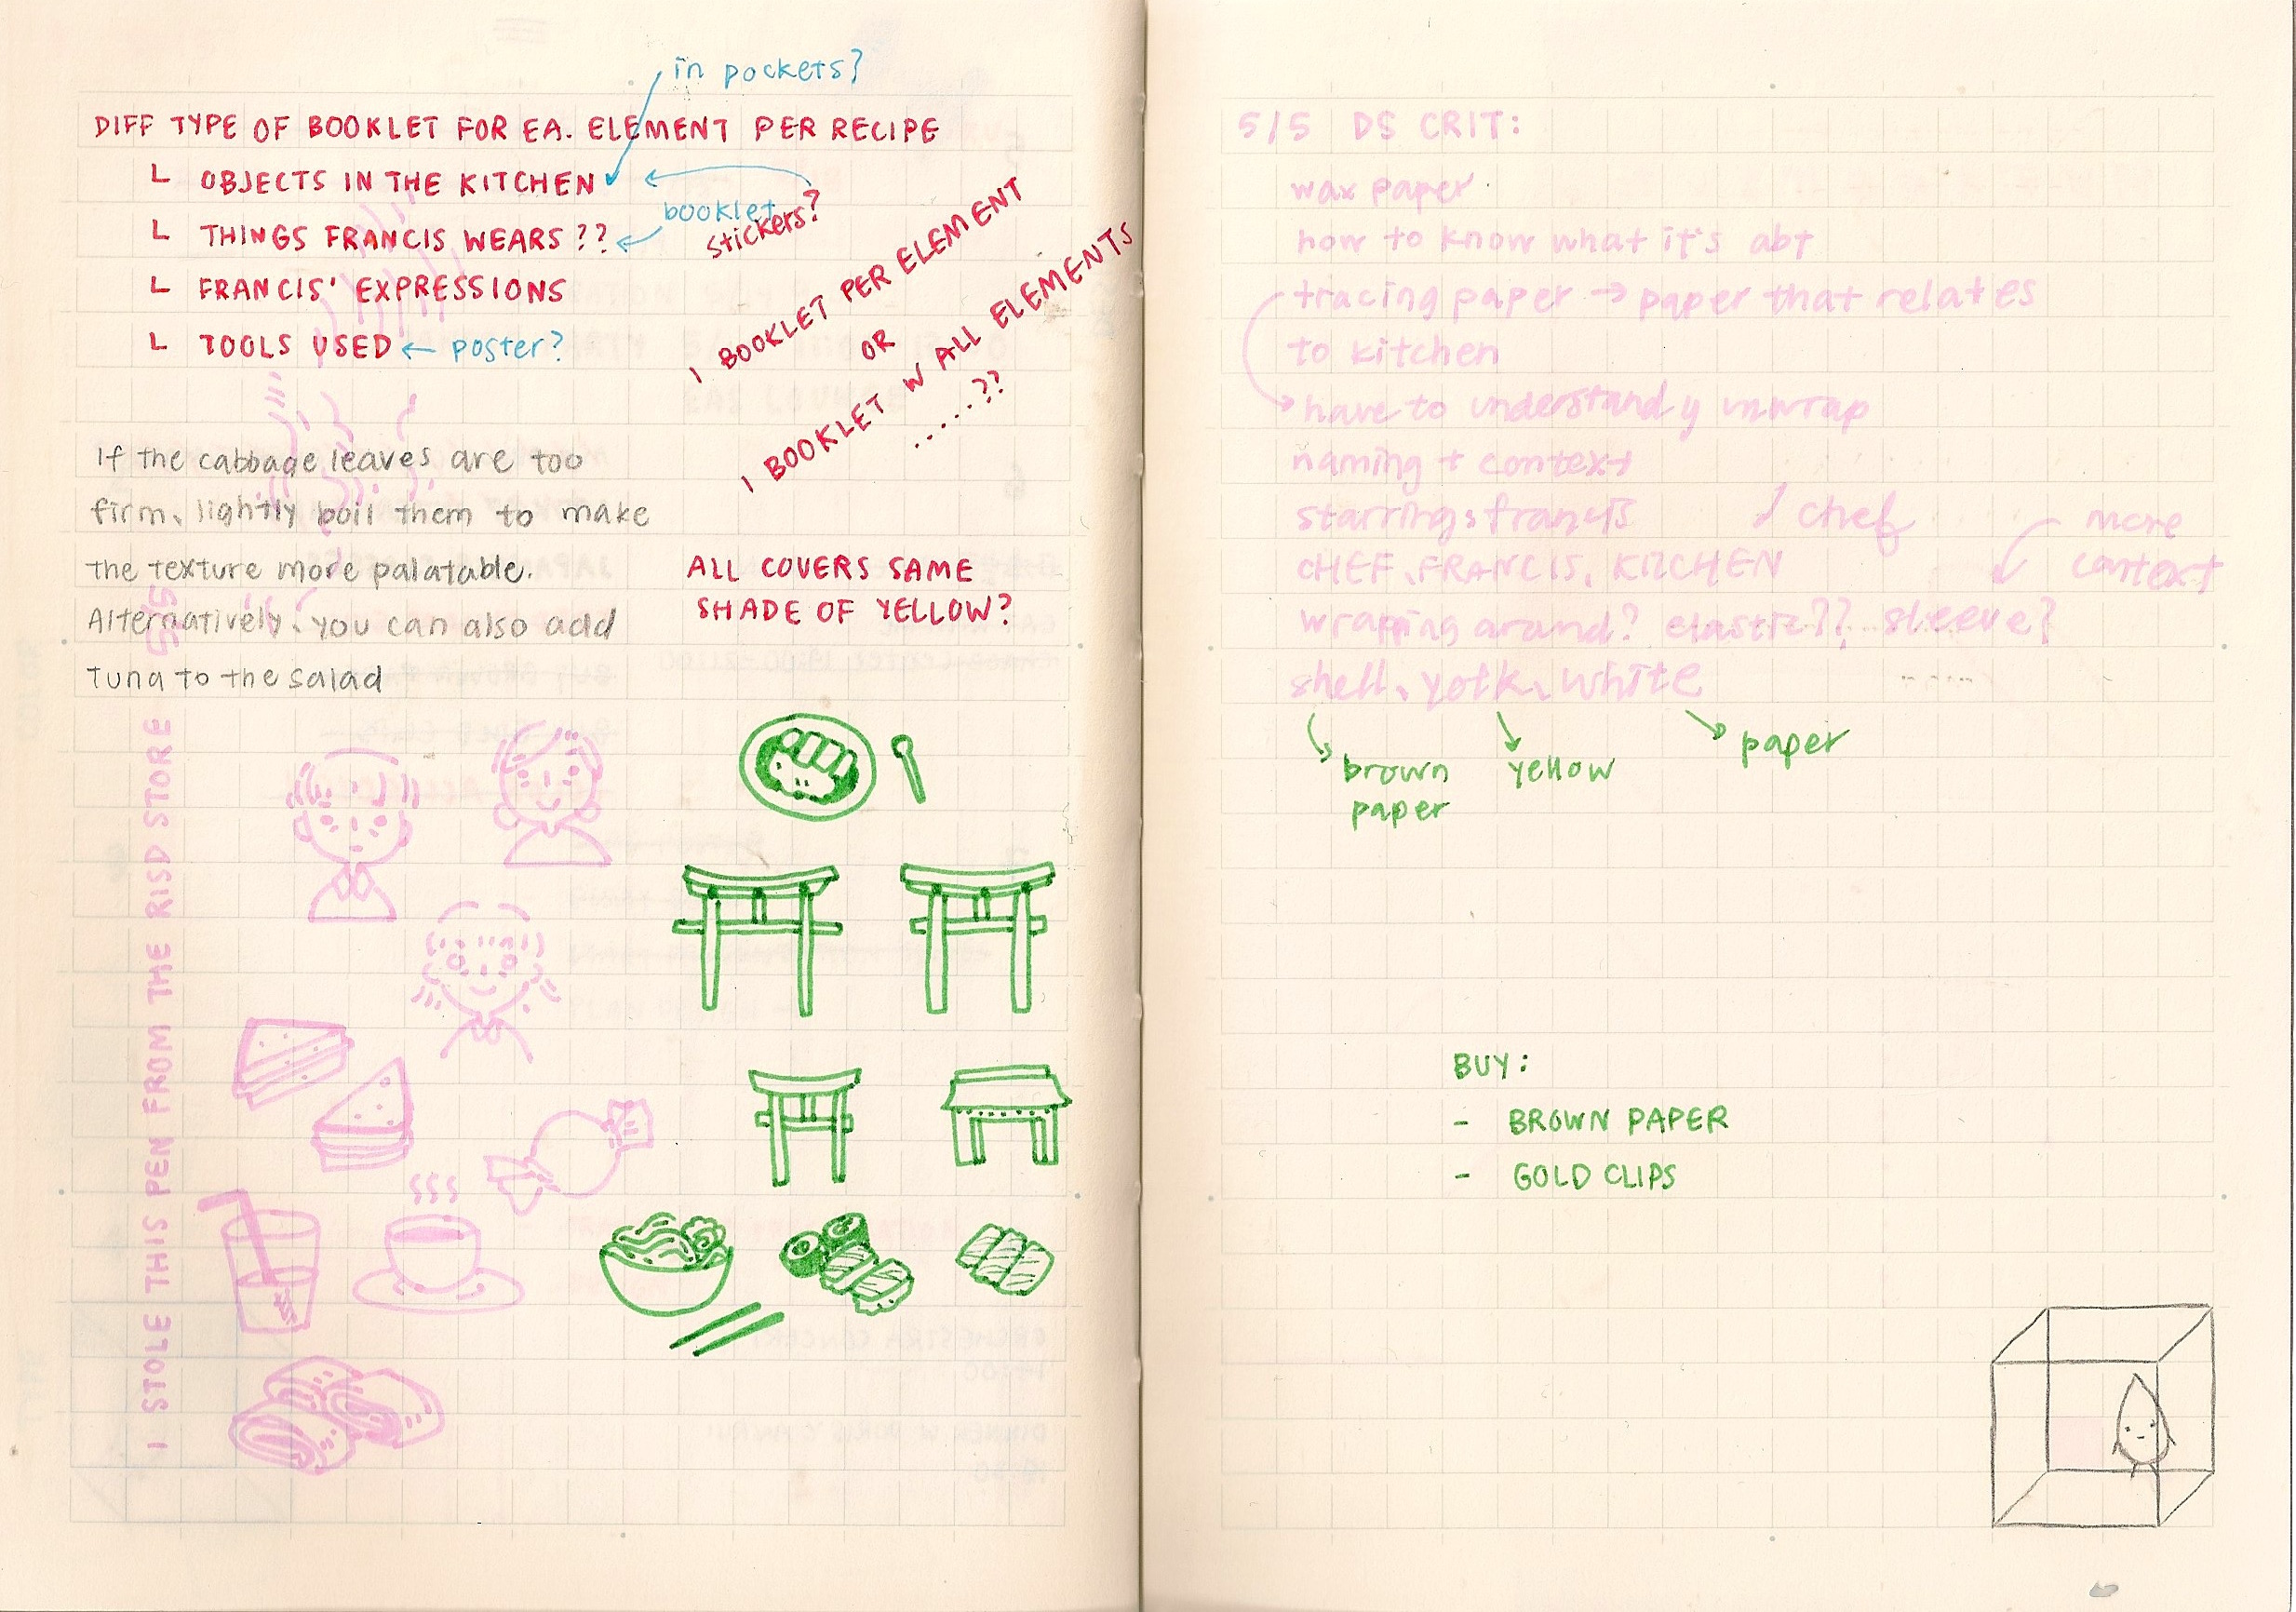 in pockets?
DIFF TYPE OF BOOKLET FOR EA. ELEMENT PER RECIPE
└ OBJECTS IN THE KITCHEN
booklet
stickers?
└ THINGS FRANCIS WEARS ??
└ FRANCIS' EXPRESSIONS
└ TOOLS USED ← poster?
1 BOOKLET PER ELEMENT
OR
1 BOOKLET W ALL ELEMENTS
.....??
If the cabbage leaves are too
firm, lightly boil them to make
the texture more palatable.
Alternatively, you can also add
Tuna to the salad
ALL COVERS SAME
SHADE OF YELLOW?
I STOLE THIS PEN FROM THE RISD STORE
5/5 DS CRIT:
wax paper
how to know what it's abt
tracing paper → paper that relates
to kitchen
have to understand y unwrap
naming + context
starring: francis
chef
more
context
CHEF, FRANCIS, KITCHEN
wrapping around? elastic?? sleeve?
shell, yolk, white
brown
paper
yellow
paper
BUY:
- BROWN PAPER
- GOLD CLIPS